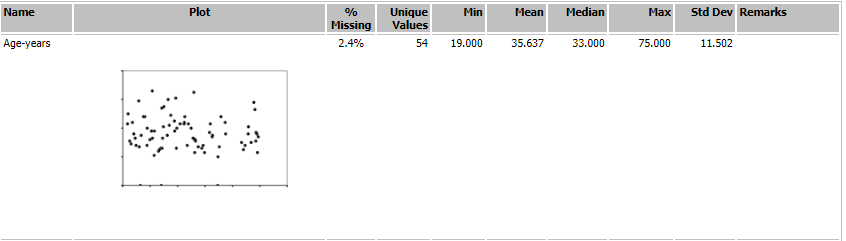 Name Plot % Missing Unique Values Min Mean Median Max Std Dev Remarks
Age-years 2.4% 54 19.000 35.637 33.000 75.000 11.502